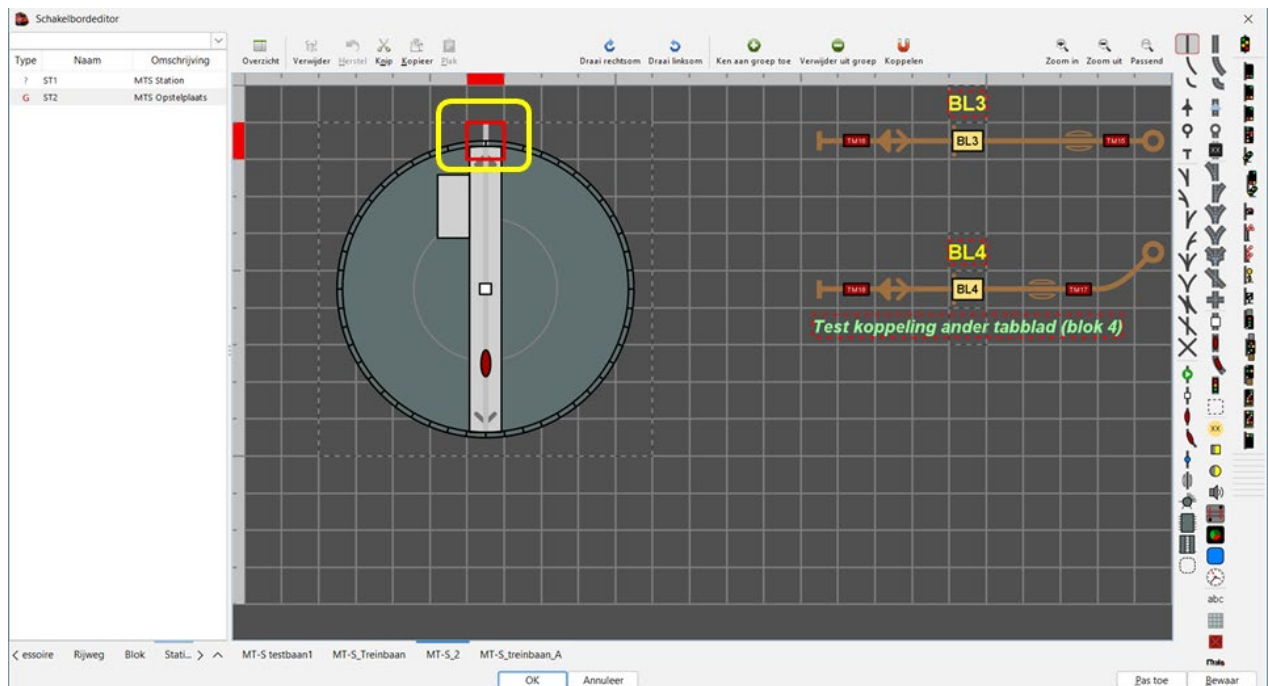 Schakelbordeditor
Type Naam Omschrijving
? ST1 MTS Station
G ST2 MTS Opstelplaats
Overzicht Verwijder Herstel Knip Kopieer Plak Draai rechtsom Draai linksom Ken aan groep toe Verwijder uit groep Koppelen Zoom in Zoom uit Passend
BL3
TM16 BL3 TM15
BL4
TM18 BL4 TM17
Test koppeling ander tabblad (blok 4)
T
XX
XX
abc
essoire Rijweg Blok Stati... MT-S testbaan1 MT-S_Treinbaan MT-S_2 MT-S_treinbaan_A
OK Annuleer Pas toe Bewaar